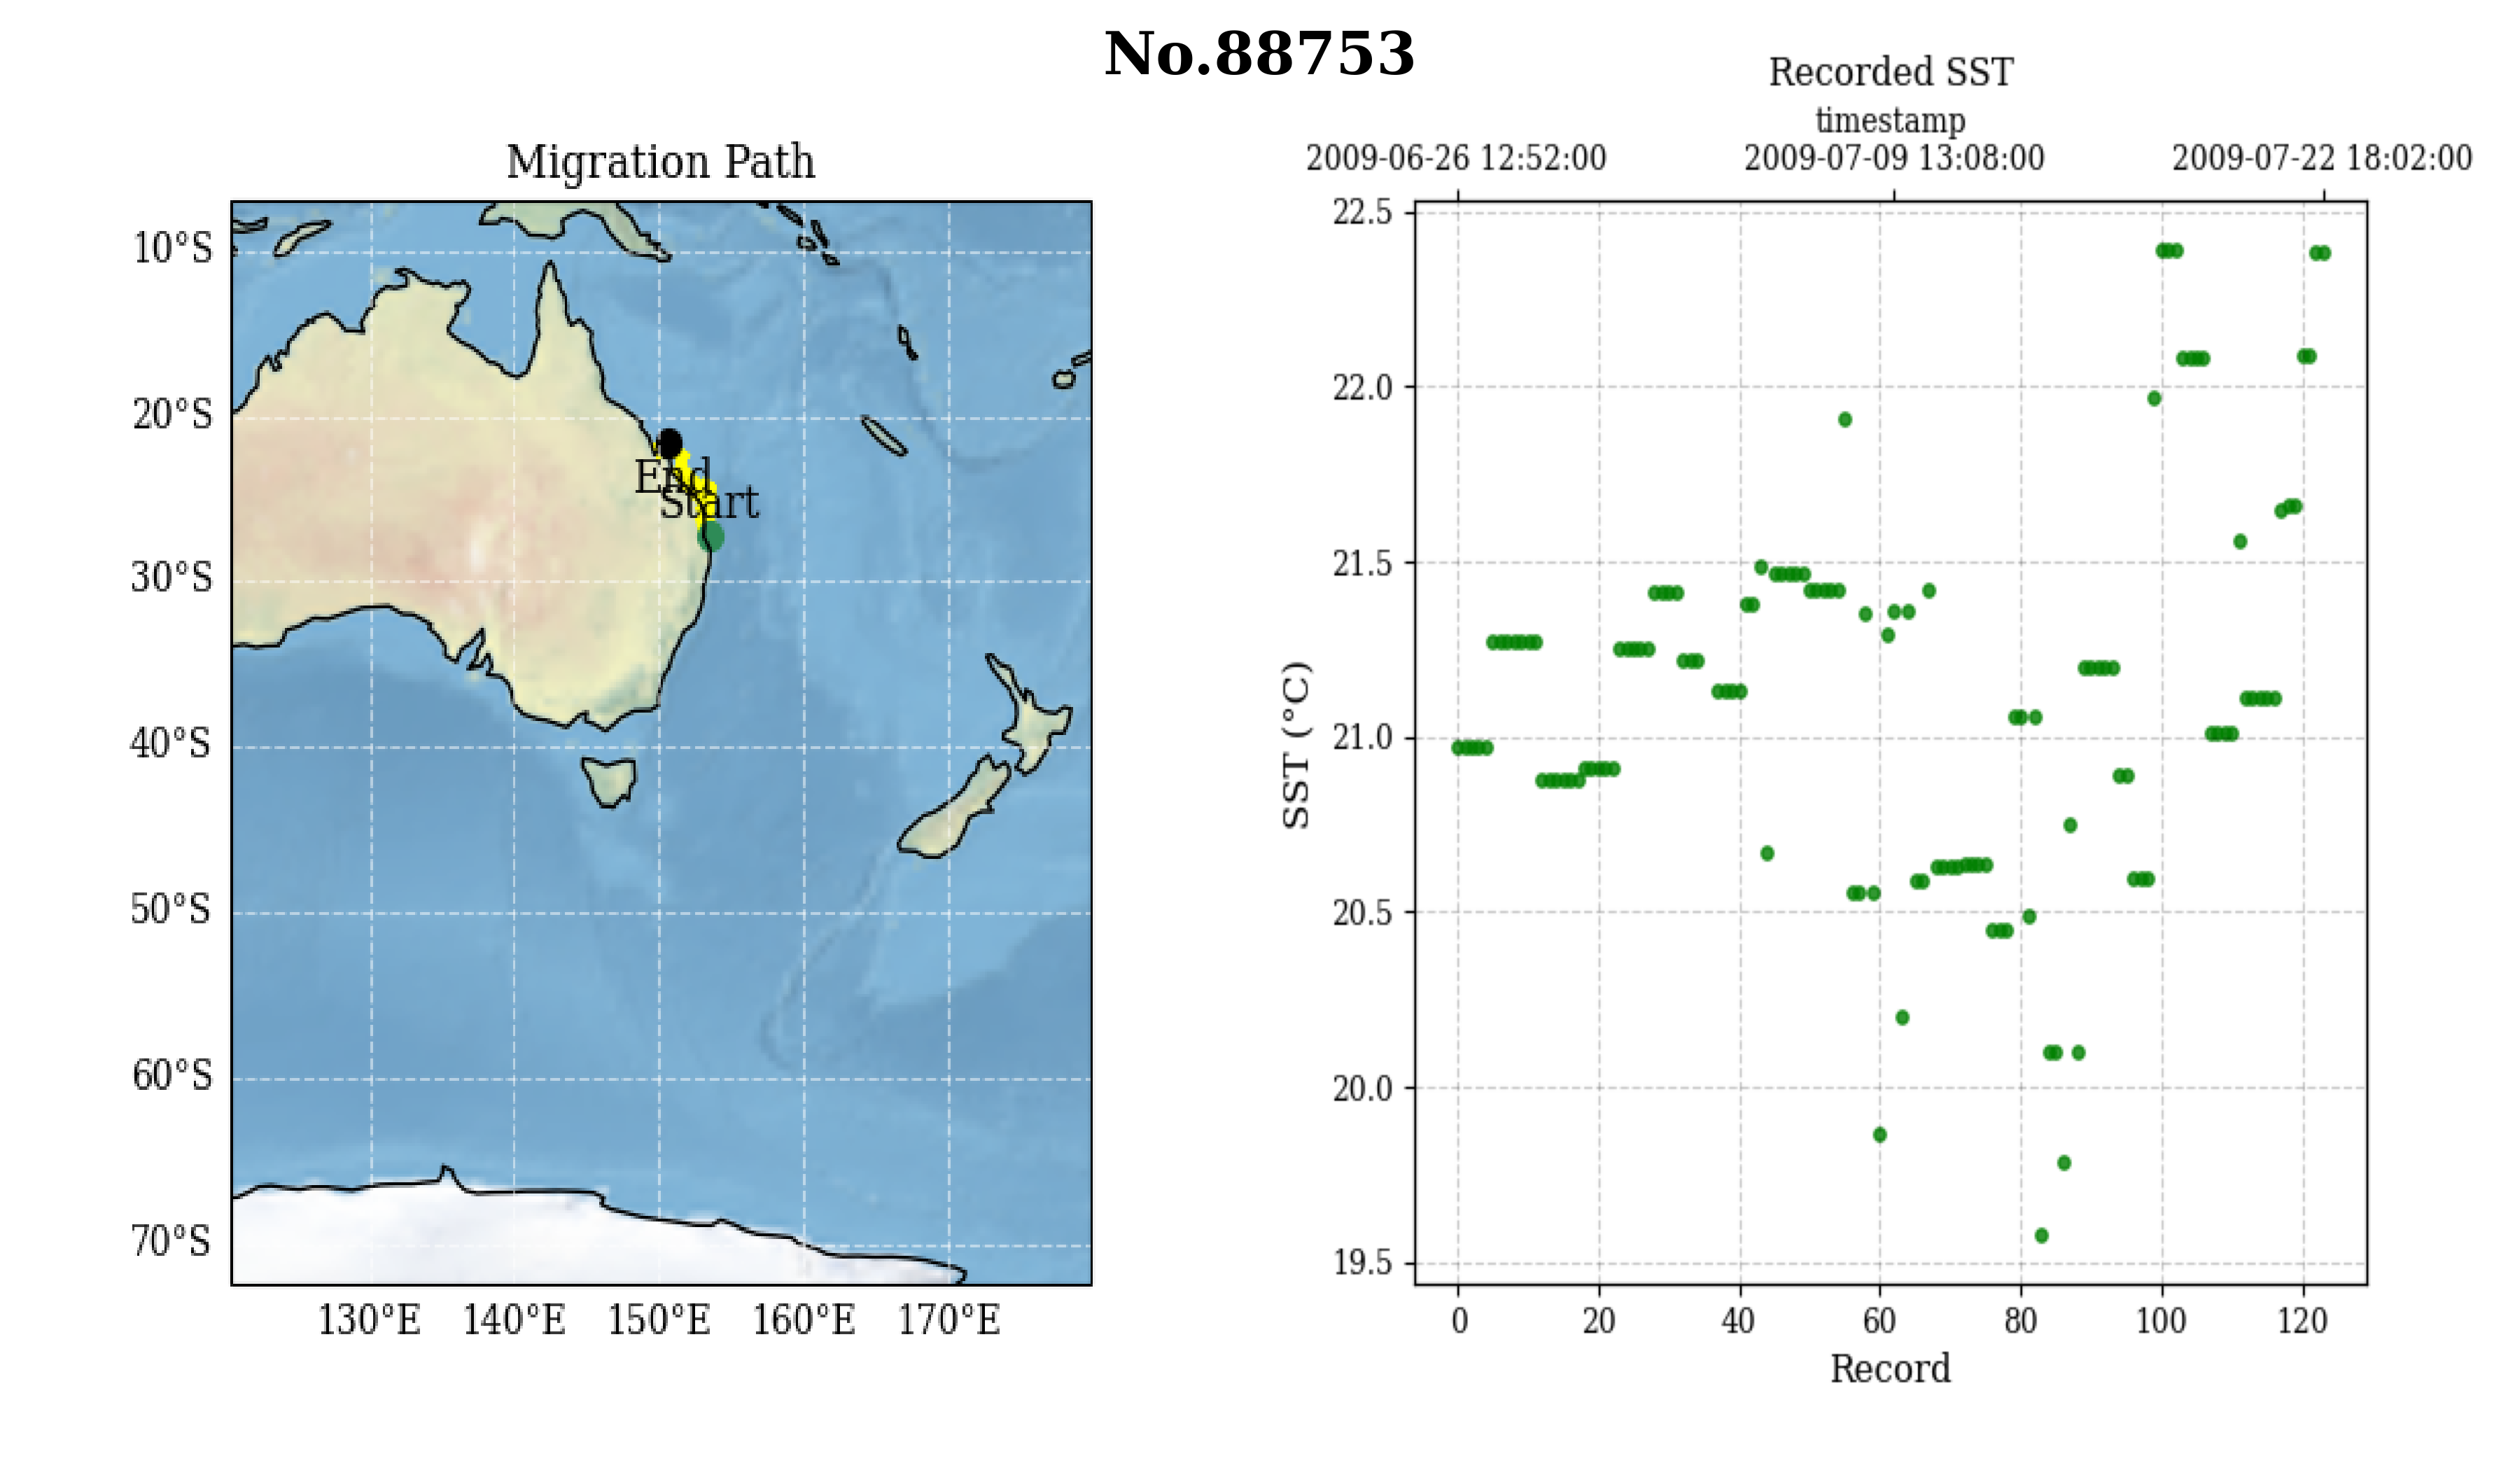 No.88753
Migration Path
10°S
20°S
30°S
40°S
50°S
60°S
70°S
130°E 140°E 150°E 160°E 170°E
End
Start
Recorded SST
timestamp
2009-06-26 12:52:00 2009-07-09 13:08:00 2009-07-22 18:02:00
SST (°C)
22.5
22.0
21.5
21.0
20.5
20.0
19.5
0 20 40 60 80 100 120
Record